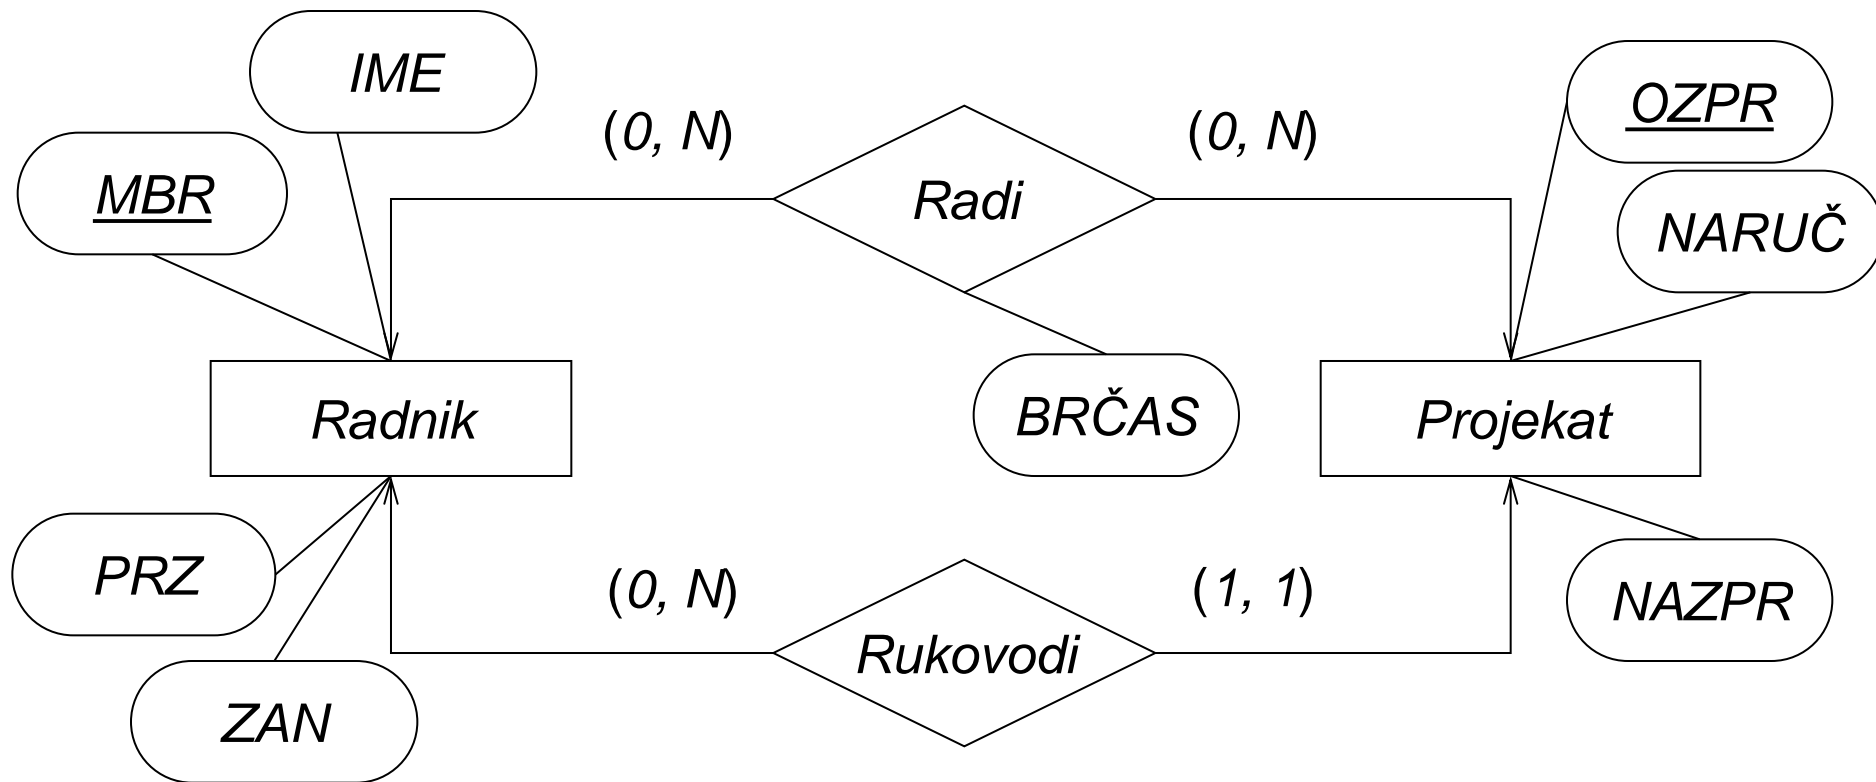 IME
OZPR
(0, N)
(0, N)
MBR
Radi
NARUČ
Radnik
BRČAS
Projekat
PRZ
(0, N)
(1, 1)
NAZPR
Rukovodi
ZAN